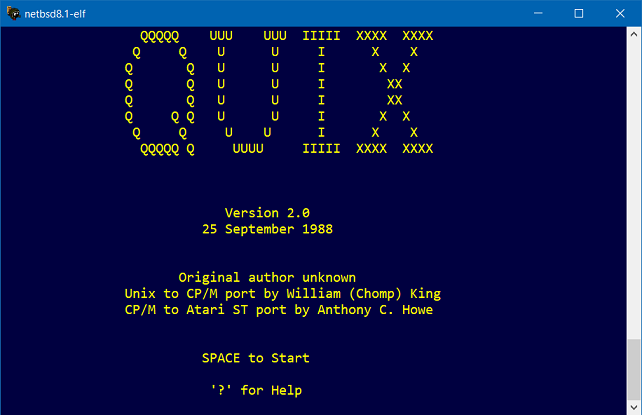 netbsd8.1-elf
QQQQQ UUU UUU IIIII XXXX XXXX
Q Q U U I X X
Q Q U U I X X
Q Q U U I XX
Q Q U U I XX
Q Q Q U U I X X
Q Q U U I X X
QQQQQ Q UUUU IIIII XXXX XXXX
Version 2.0
25 September 1988
Original author unknown
Unix to CP/M port by William (Chomp) King
CP/M to Atari ST port by Anthony C. Howe
SPACE to Start
'?' for Help